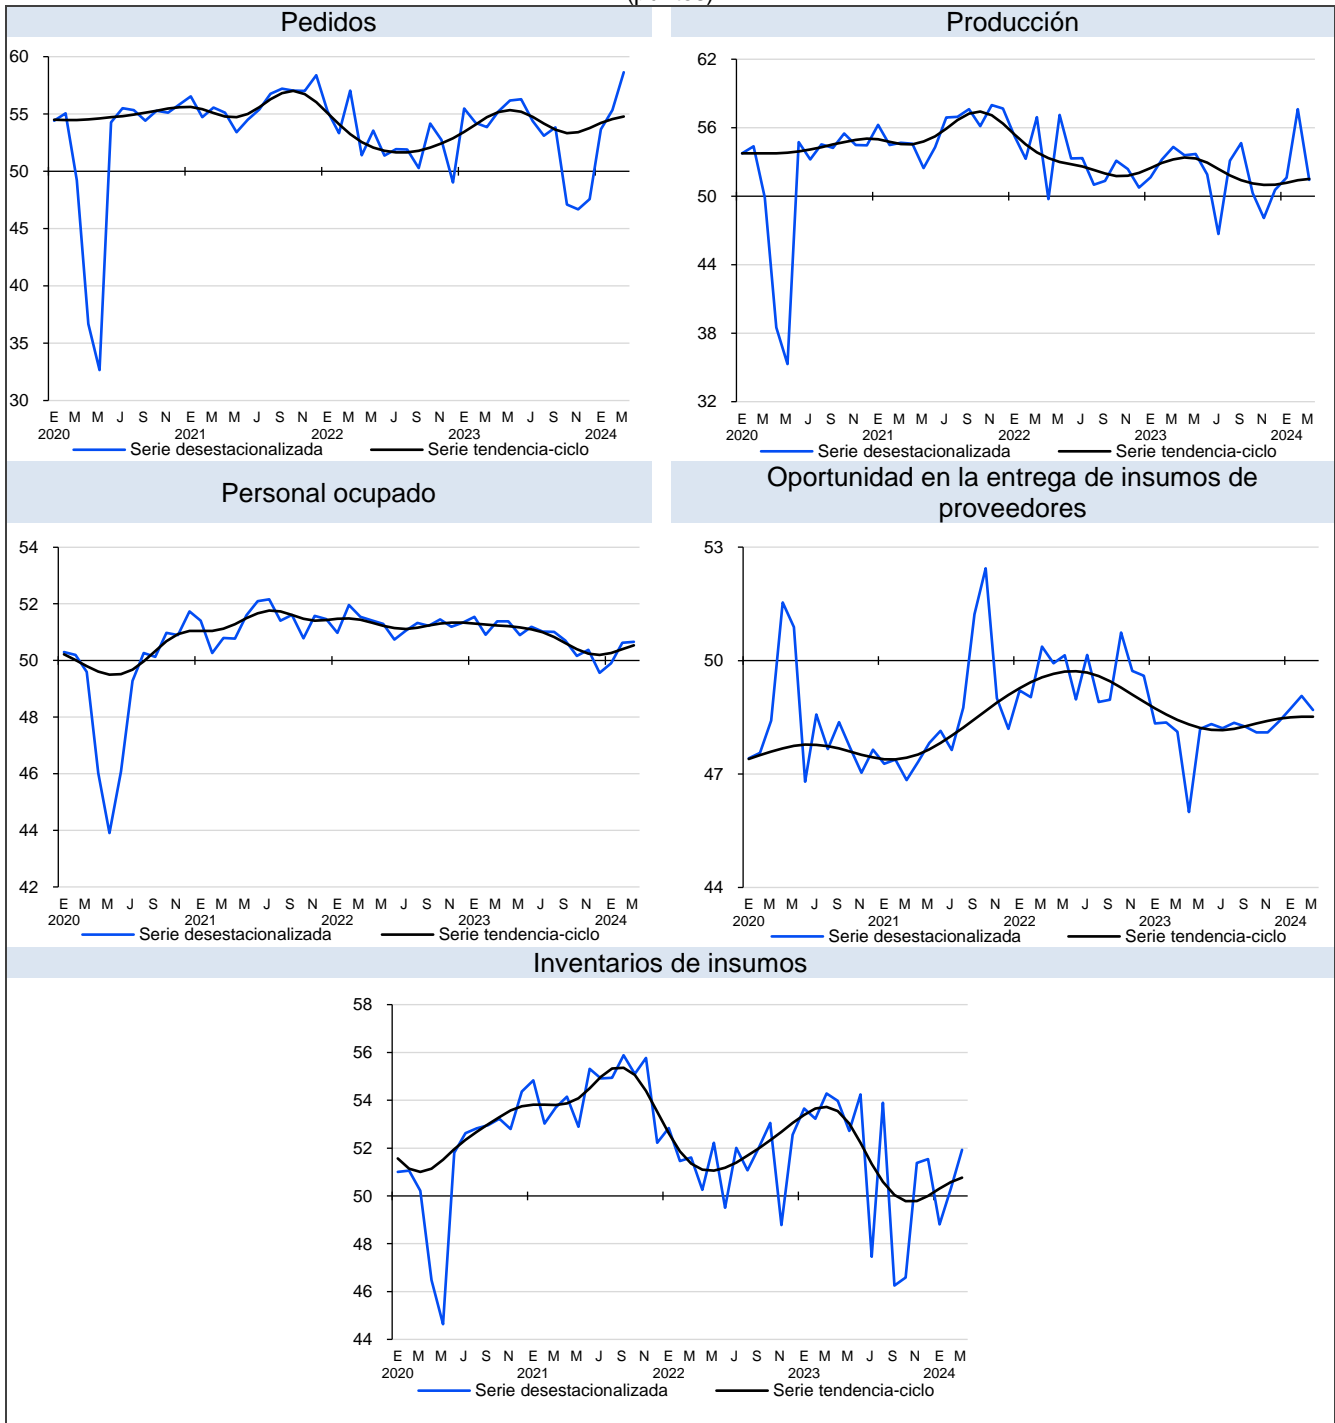 (puntos)
Pedidos
60
55
50
45
40
35
30
E M M J S N E M M J S N E M M J S N E M M J S N E M
2020 2021 2022 2023 2024
Serie desestacionalizada Serie tendencia-ciclo
Producción
62
56
50
44
38
32
E M M J S N E M M J S N E M M J S N E M M J S N E M
2020 2021 2022 2023 2024
Serie desestacionalizada Serie tendencia-ciclo
Personal ocupado
54
52
50
48
46
44
42
E M M J S N E M M J S N E M M J S N E M M J S N E M
2020 2021 2022 2023 2024
Serie desestacionalizada Serie tendencia-ciclo
Oportunidad en la entrega de insumos de
proveedores
53
50
47
44
E M M J S N E M M J S N E M M J S N E M M J S N E M
2020 2021 2022 2023 2024
Serie desestacionalizada Serie tendencia-ciclo
Inventarios de insumos
58
56
54
52
50
48
46
44
E M M J S N E M M J S N E M M J S N E M M J S N E M
2020 2021 2022 2023 2024
Serie desestacionalizada Serie tendencia-ciclo